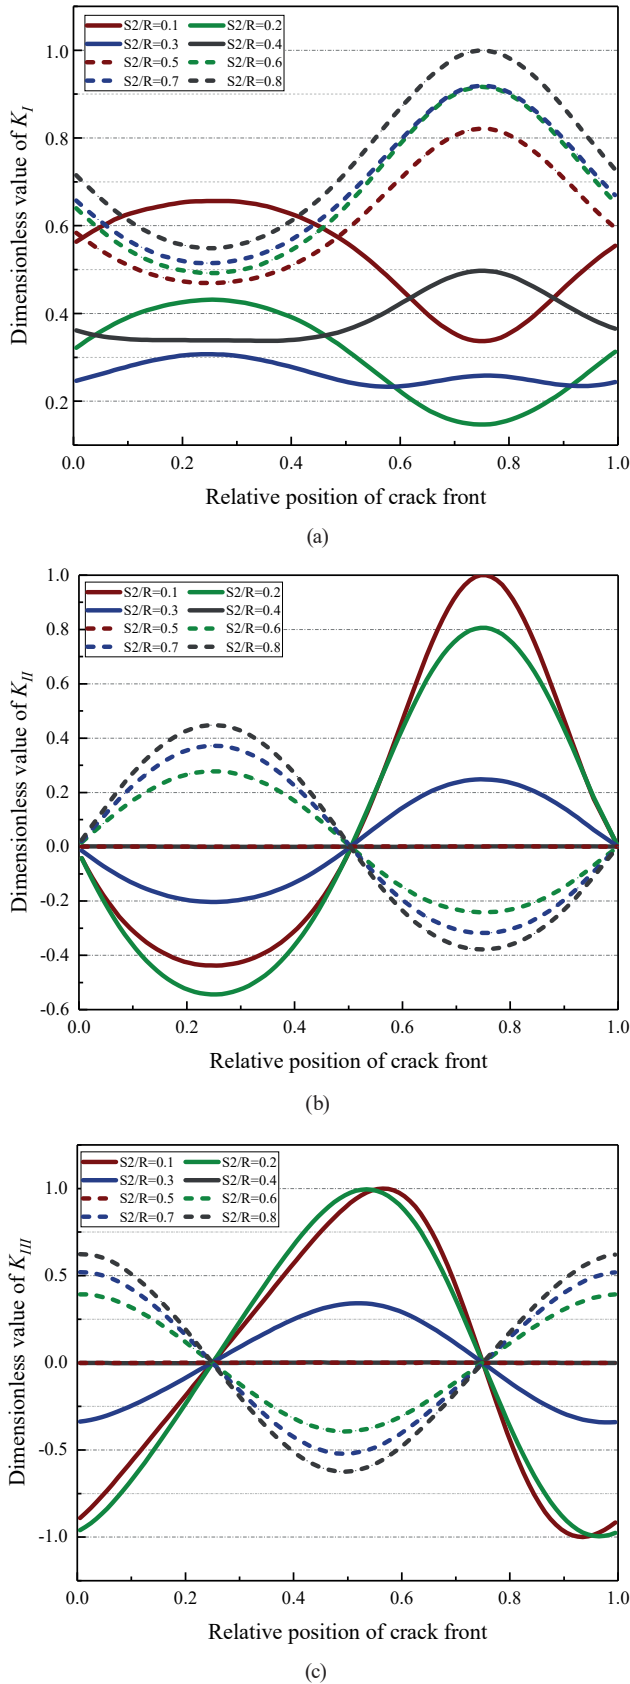 S2/R=0.1 S2/R=0.2
S2/R=0.3 S2/R=0.4
S2/R=0.5 S2/R=0.6
S2/R=0.7 S2/R=0.8
Dimensionless value of K_I
1.0
0.8
0.6
0.4
0.2
0.0 0.2 0.4 0.6 0.8 1.0
Relative position of crack front
(a)
S2/R=0.1 S2/R=0.2
S2/R=0.3 S2/R=0.4
S2/R=0.5 S2/R=0.6
S2/R=0.7 S2/R=0.8
Dimensionless value of K_II
1.0
0.8
0.6
0.4
0.2
0.0
-0.2
-0.4
-0.6
0.0 0.2 0.4 0.6 0.8 1.0
Relative position of crack front
(b)
S2/R=0.1 S2/R=0.2
S2/R=0.3 S2/R=0.4
S2/R=0.5 S2/R=0.6
S2/R=0.7 S2/R=0.8
Dimensionless value of K_III
1.0
0.5
0.0
-0.5
-1.0
0.0 0.2 0.4 0.6 0.8 1.0
Relative position of crack front
(c)